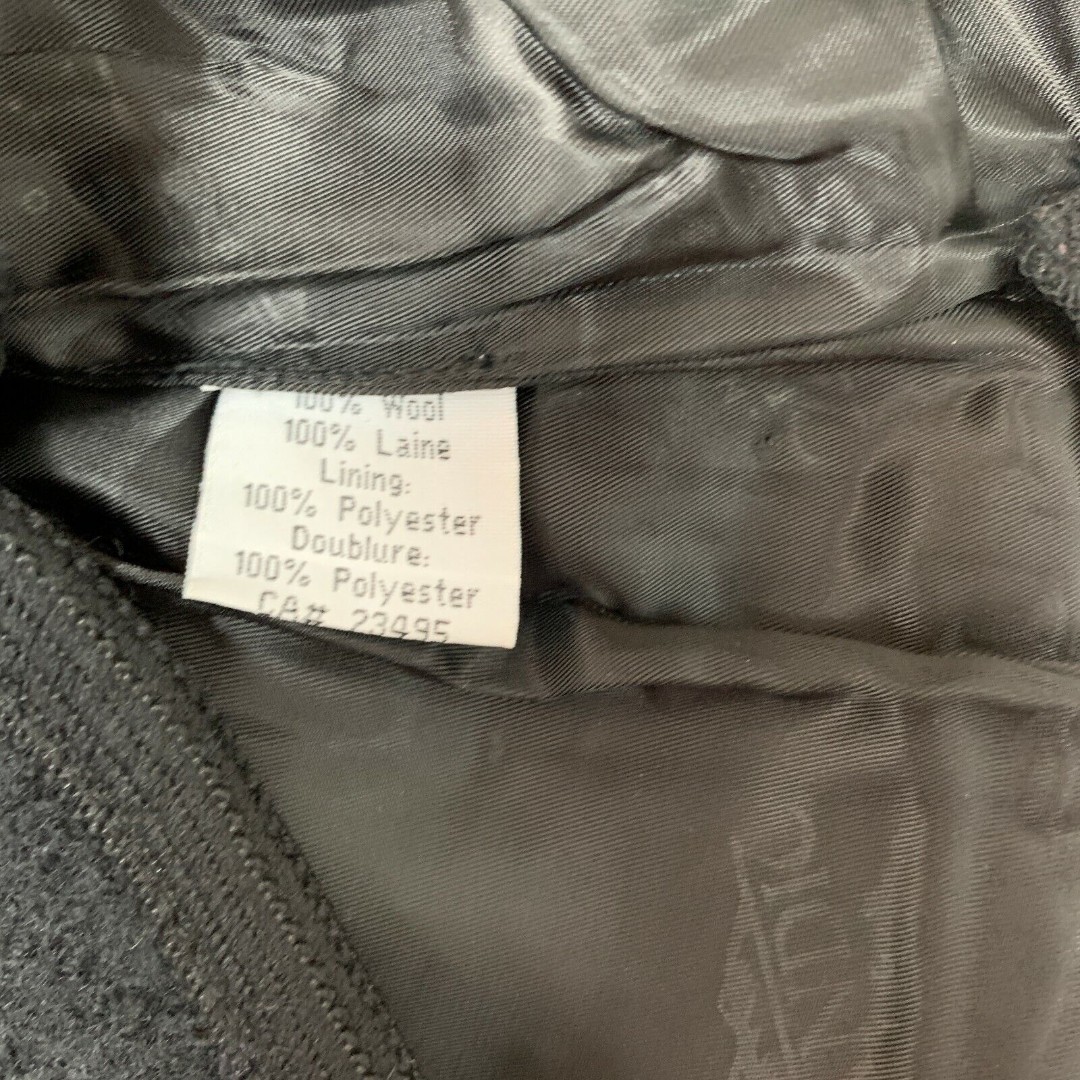 100% Wool
100% Laine
Lining:
100% Polyester
Doublure:
100% Polyester
CA# 23495